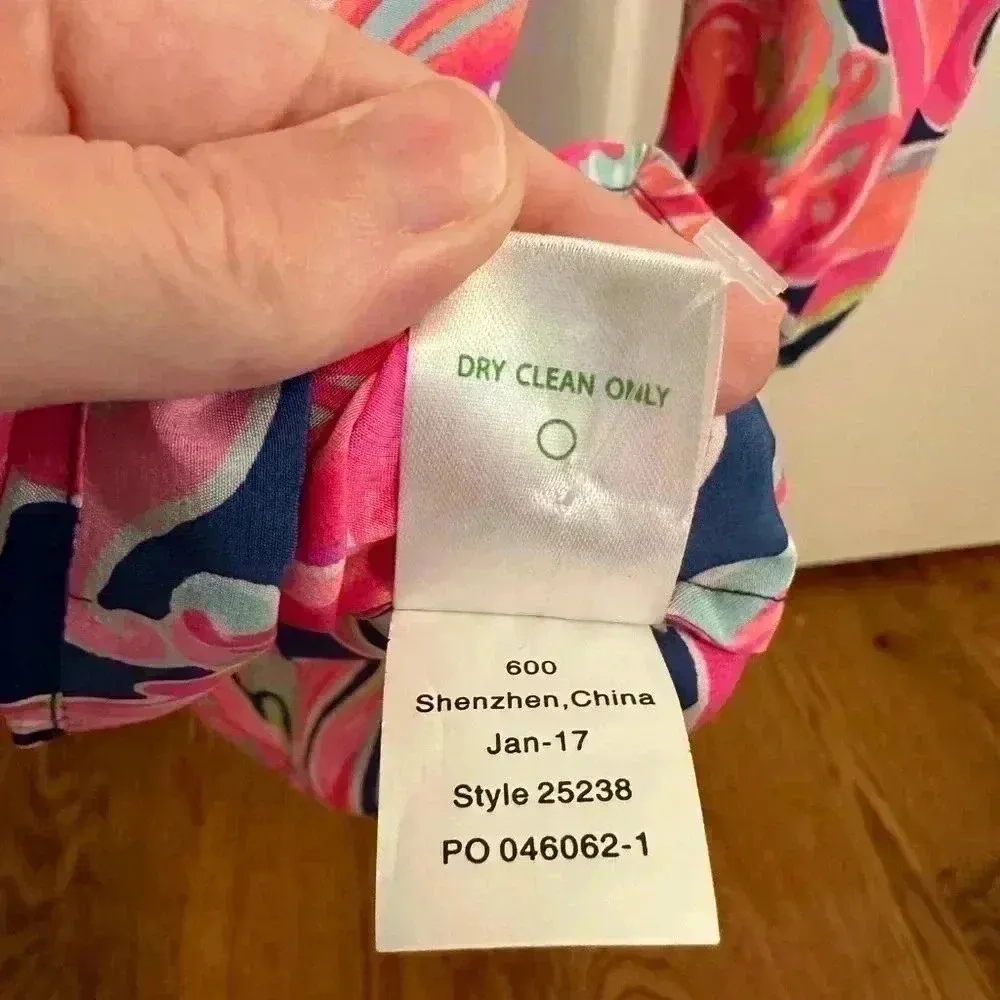 DRY CLEAN ONLY
600
Shenzhen,China
Jan-17
Style 25238
PO 046062-1